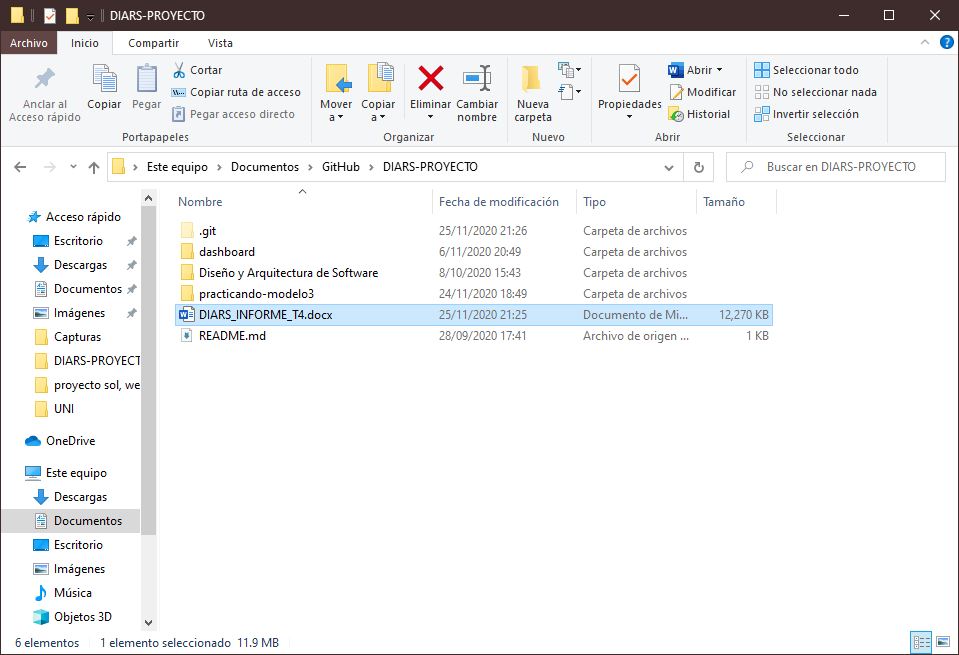 DIARS-PROYECTO
Archivo Inicio Compartir Vista
Anclar al Acceso rápido
Copiar
Pegar
Cortar
Copiar ruta de acceso
Pegar acceso directo
Portapapeles
Mover a
Copiar a
Eliminar
Cambiar nombre
Organizar
Nueva carpeta
Nuevo
Propiedades
Abrir
Modificar
Historial
Abrir
Seleccionar todo
No seleccionar nada
Invertir selección
Seleccionar
Este equipo > Documentos > GitHub > DIARS-PROYECTO
Buscar en DIARS-PROYECTO
Acceso rápido
Escritorio
Descargas
Documentos
Imágenes
Capturas
DIARS-PROYECT
proyecto sol, we
UNI
OneDrive
Este equipo
Descargas
Documentos
Escritorio
Imágenes
Música
Objetos 3D
Nombre Fecha de modificación Tipo Tamaño
.git 25/11/2020 21:26 Carpeta de archivos
dashboard 6/11/2020 20:49 Carpeta de archivos
Diseño y Arquitectura de Software 8/10/2020 15:43 Carpeta de archivos
practicando-modelo3 24/11/2020 18:49 Carpeta de archivos
DIARS_INFORME_T4.docx 25/11/2020 21:25 Documento de Mi... 12,270 KB
README.md 28/09/2020 17:41 Archivo de origen ... 1 KB
6 elementos 1 elemento seleccionado 11.9 MB